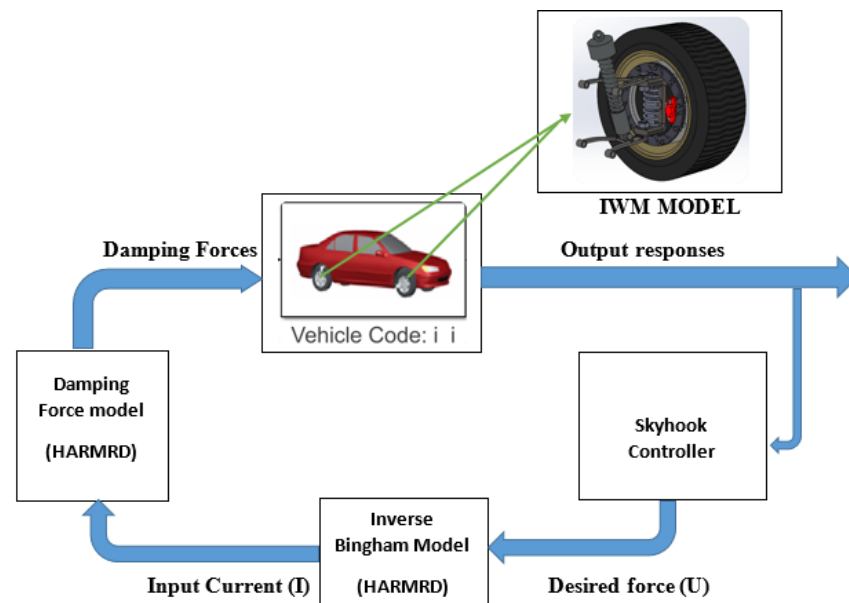 IWM MODEL
Damping Forces
Output responses
Vehicle Code: i i
Damping
Force model
(HARMRD)
Skyhook
Controller
Inverse
Bingham Model
(HARMRD)
Input Current (I)
Desired force (U)